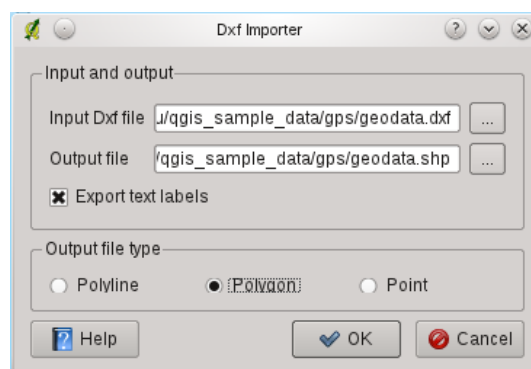 Dxf Importer
Input and output
Input Dxf file /qgis_sample_data/gps/geodata.dxf ...
Output file /qgis_sample_data/gps/geodata.shp ...
Export text labels
Output file type
Polyline Polygon Point
Help OK Cancel